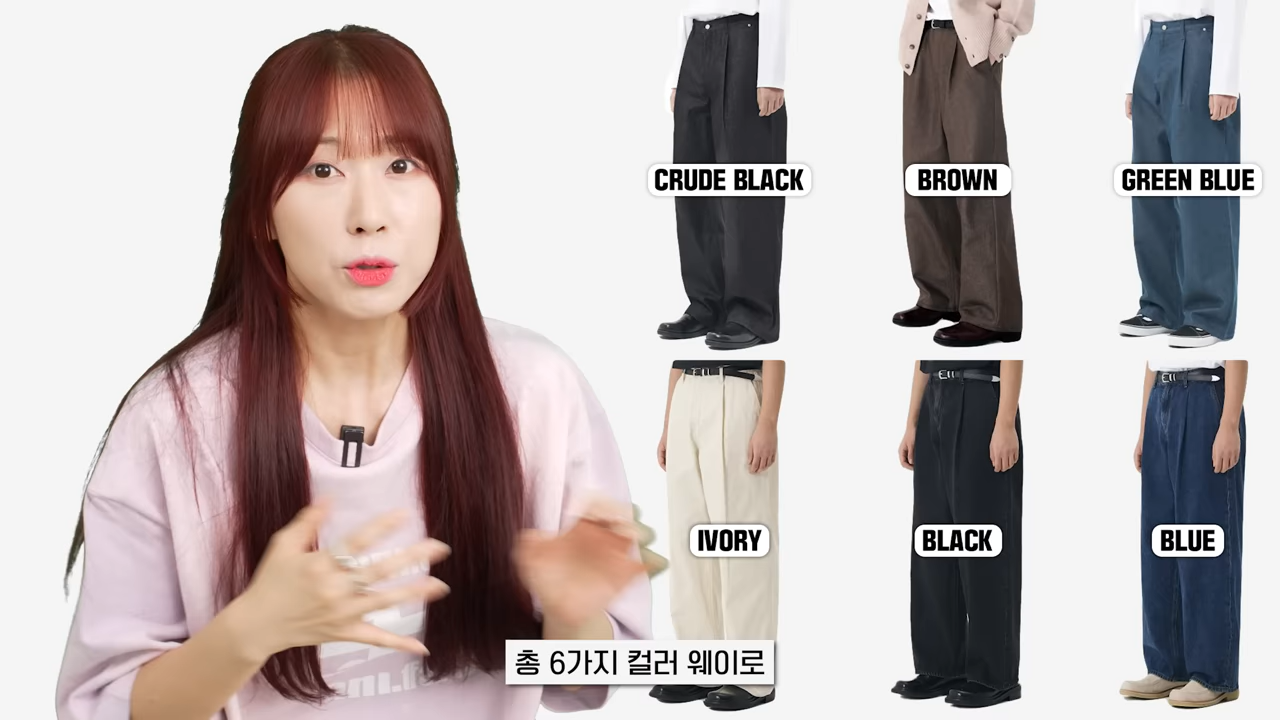 CRUDE BLACK
BROWN
GREEN BLUE
IVORY
BLACK
BLUE
총 6가지 컬러 웨이로